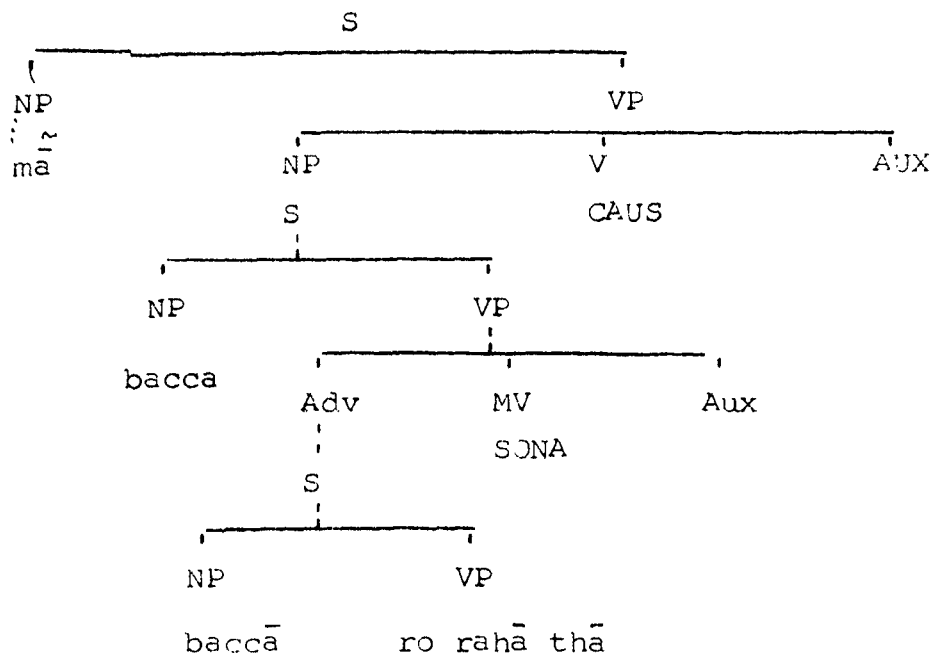 S
NP VP
mā̃ NP V AUX
S CAUS
NP VP
bacca
Adv MV Aux
SONA
S
NP VP
baccā ro rahā thā